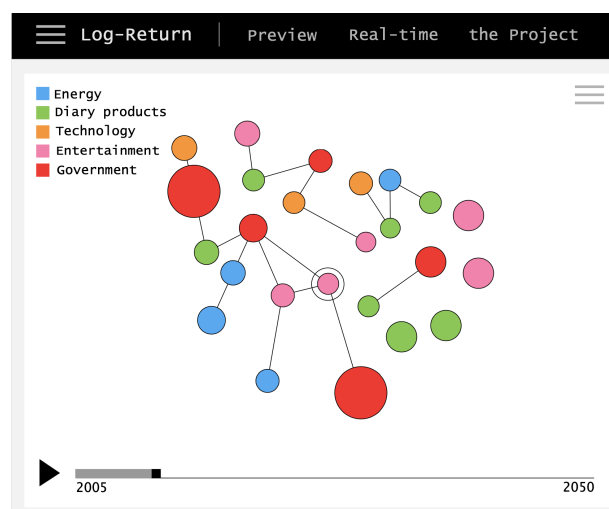 Log-Return Preview Real-time the Project
Energy
Diary products
Technology
Entertainment
Government
2005 2050